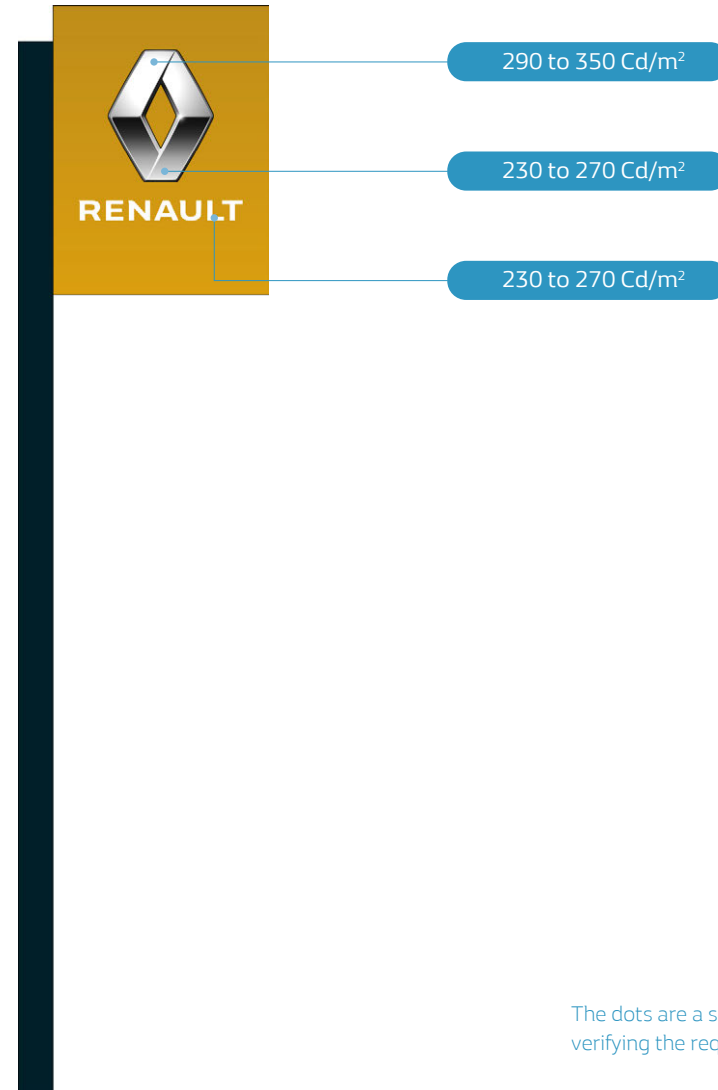 290 to 350 Cd/m²
230 to 270 Cd/m²
RENAULT
230 to 270 Cd/m²
The dots are a s
verifying the